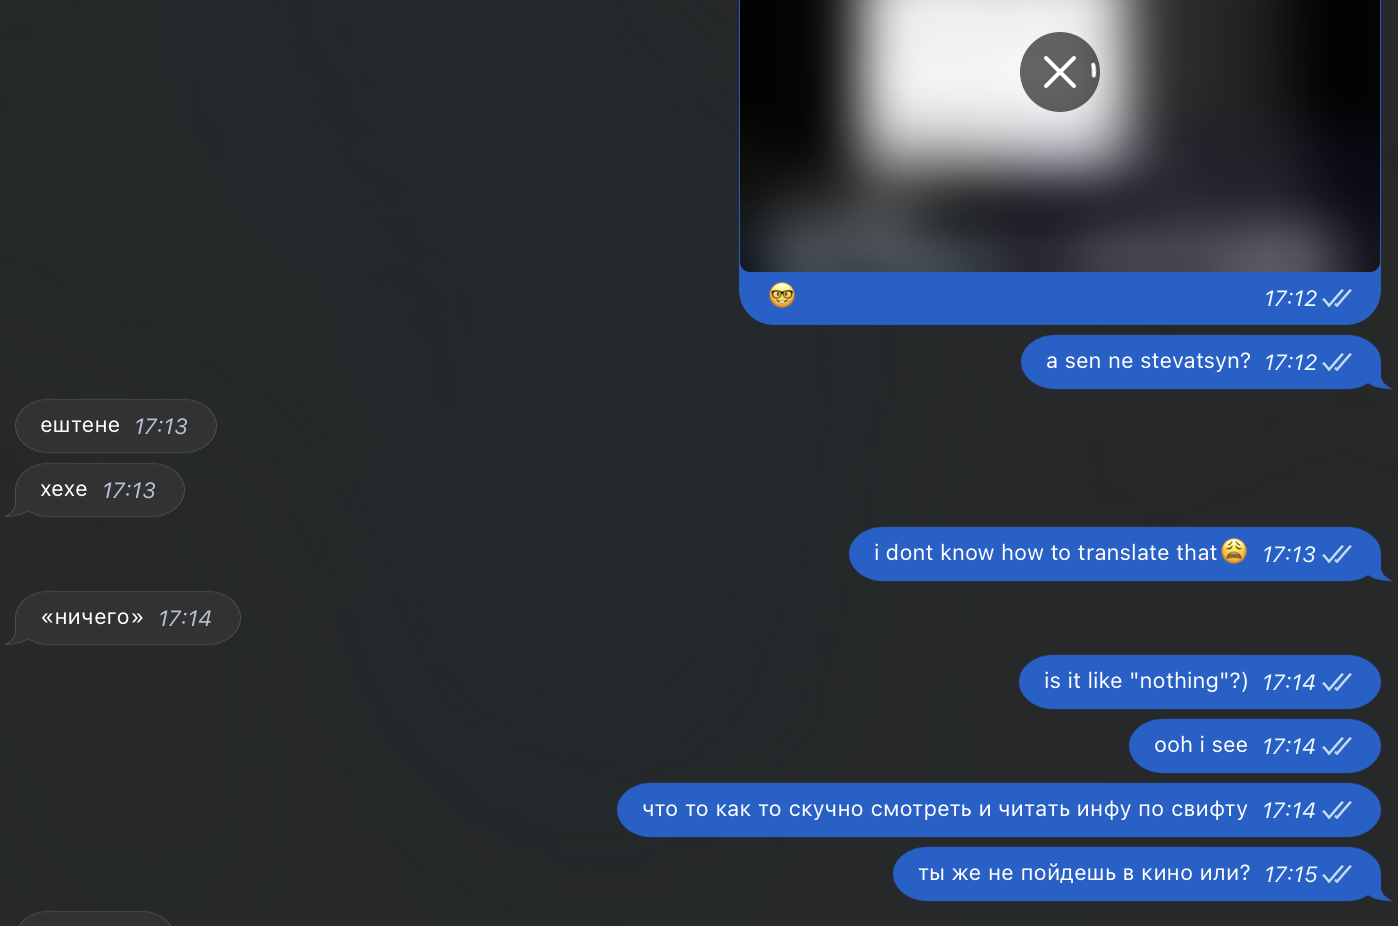 🤓 17:12
a sen ne stevatsyn? 17:12
ештене 17:13
хехе 17:13
i dont know how to translate that😩 17:13
«ничего» 17:14
is it like "nothing"?) 17:14
ooh i see 17:14
что то как то скучно смотреть и читать инфу по свифту 17:14
ты же не пойдешь в кино или? 17:15